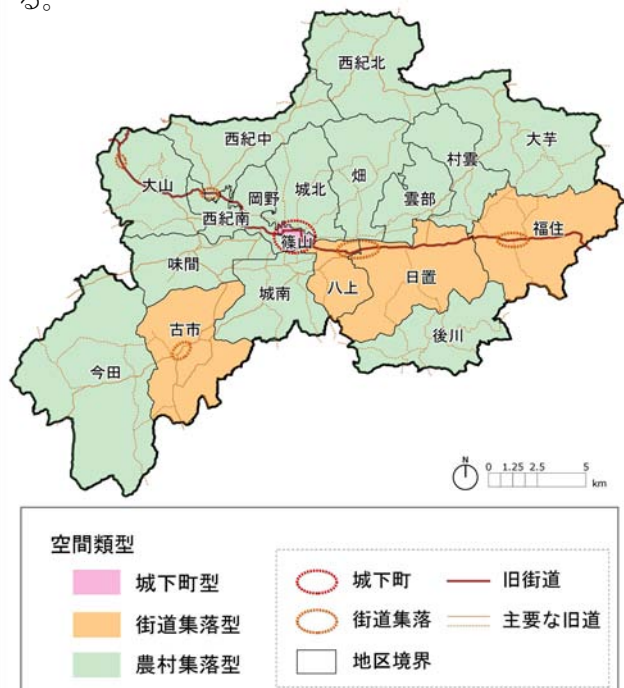 る。
西紀北
西紀中
大芋
村雲
畑
大山
岡野
城北
雲部
西紀南
福住
篠山
味間
日置
八上
城南
古市
後川
今田
N
0 1.25 2.5 5
km
空間類型
城下町型
街道集落型
農村集落型
城下町
街道集落
地区境界
旧街道
主要な旧道